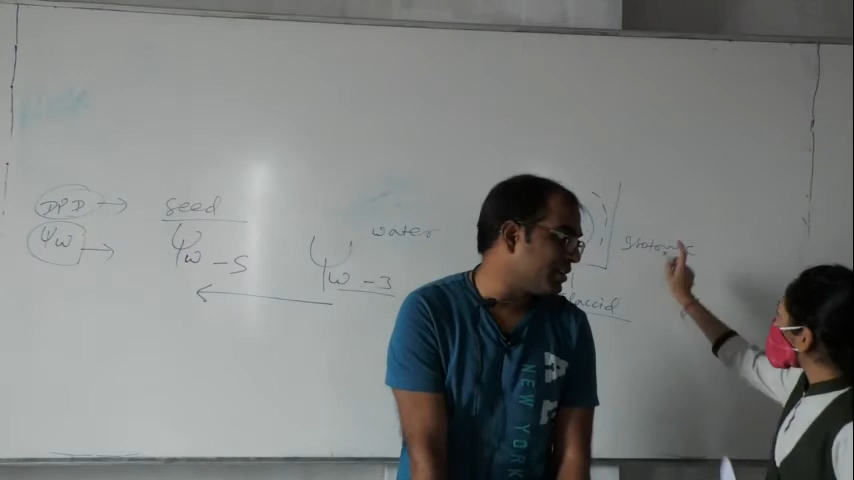 DPD → seed
Ψw → Ψw -5
Ψw -3
water
flaccid
NEW YORK